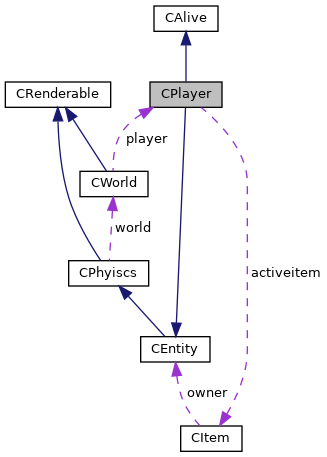 CAlive
CRenderable
CPlayer
player
CWorld
world
CPhyiscs
activeitem
CEntity
owner
CItem